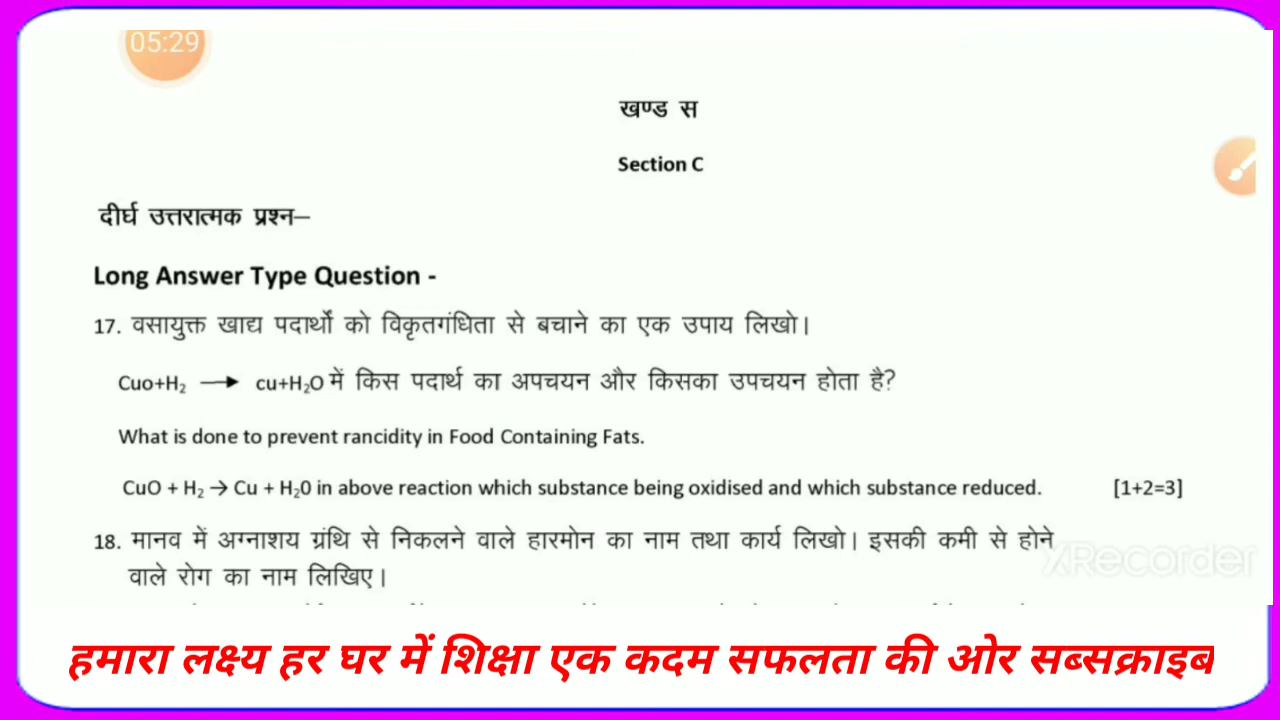 05:29
खण्ड स
Section C
दीर्घ उत्तरात्मक प्रश्न–
Long Answer Type Question -
17. वसायुक्त खाद्य पदार्थों को विकृतगंधिता से बचाने का एक उपाय लिखो।
Cuo+H₂ → cu+H₂O में किस पदार्थ का अपचयन और किसका उपचयन होता है?
What is done to prevent rancidity in Food Containing Fats.
CuO + H₂ → Cu + H₂0 in above reaction which substance being oxidised and which substance reduced. [1+2=3]
18. मानव में अग्नाशय ग्रंथि से निकलने वाले हारमोन का नाम तथा कार्य लिखो। इसकी कमी से होने
वाले रोग का नाम लिखिए।
XRecorder
हमारा लक्ष्य हर घर में शिक्षा एक कदम सफलता की ओर सब्सक्राइब